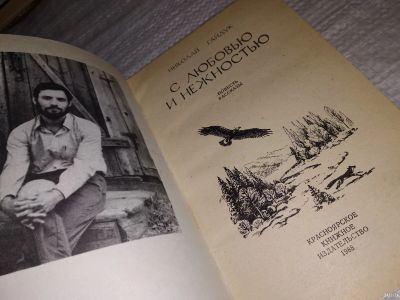 НИКОЛАЙ ГАЙДУК
С ЛЮБОВЬЮ
И НЕЖНОСТЬЮ
ПОВЕСТЬ
РАССКАЗЫ
КРАСНОЯРСКОЕ
КНИЖНОЕ
ИЗДАТЕЛЬСТВО
1988